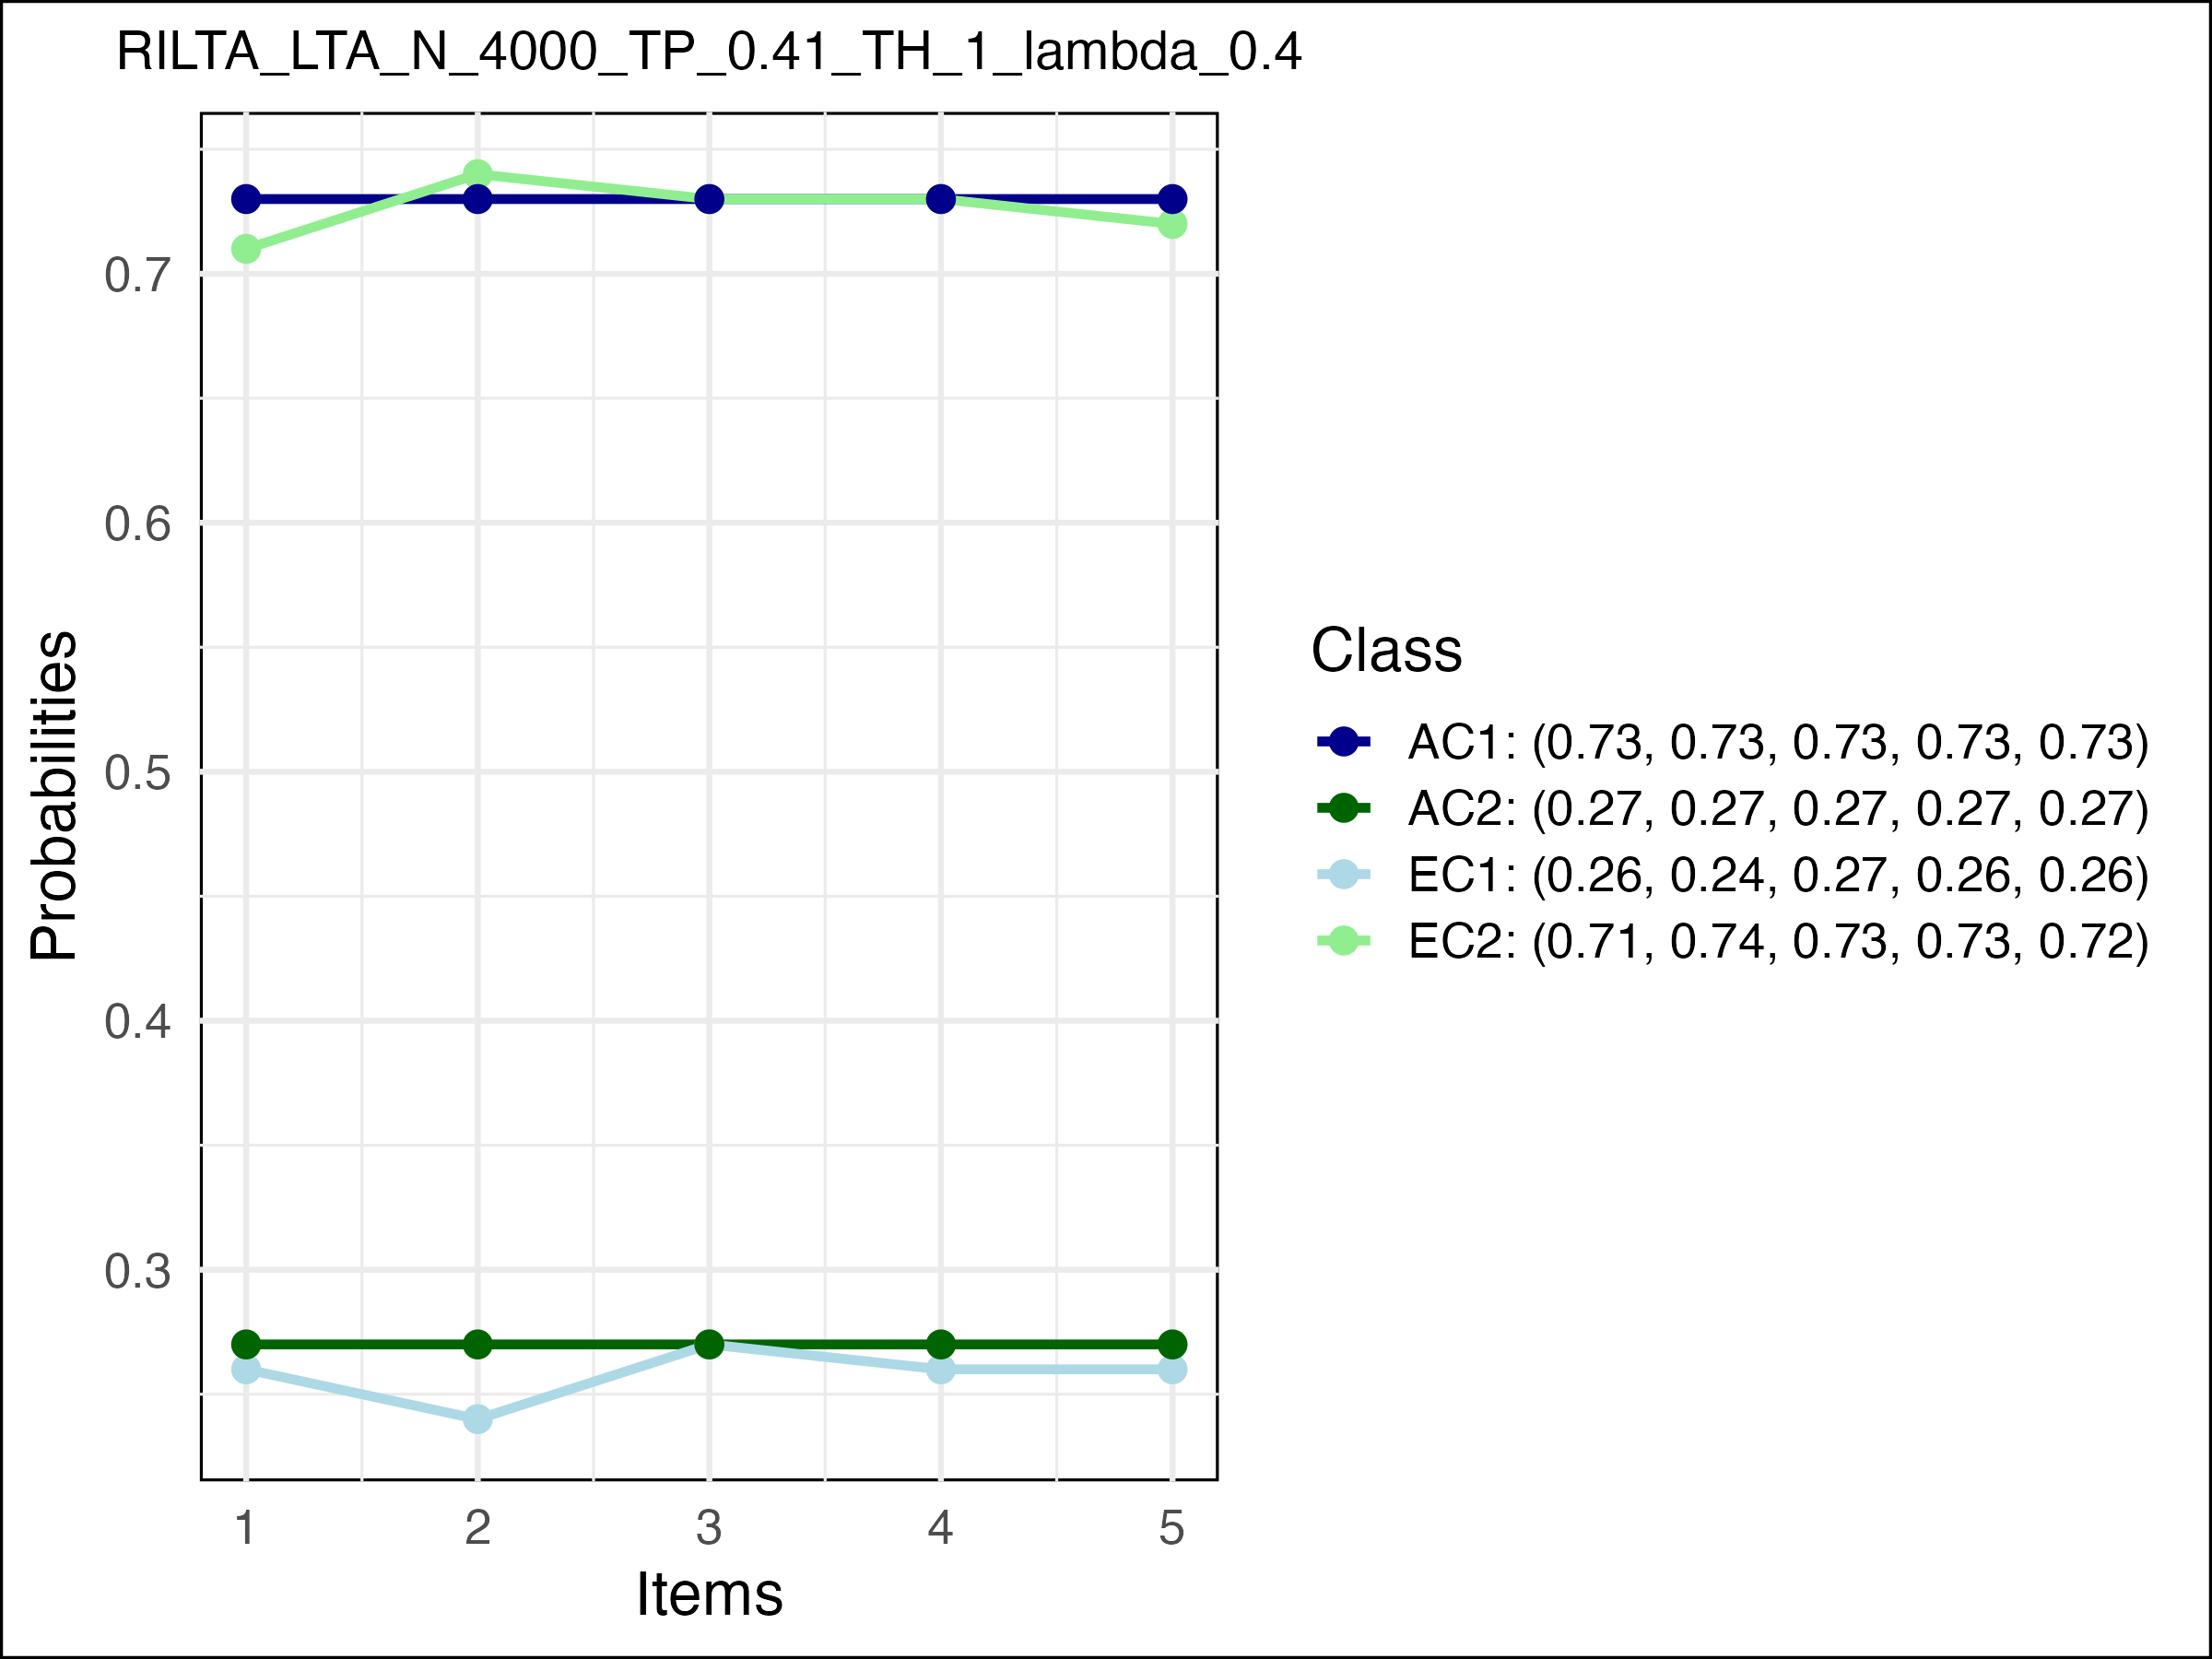 RILTA_LTA_N_4000_TP_0.41_TH_1_lambda_0.4
Probabilities
0.7
0.6
0.5
0.4
0.3
1 2 3 4 5
Items
Class
AC1: (0.73, 0.73, 0.73, 0.73, 0.73)
AC2: (0.27, 0.27, 0.27, 0.27, 0.27)
EC1: (0.26, 0.24, 0.27, 0.26, 0.26)
EC2: (0.71, 0.74, 0.73, 0.73, 0.72)